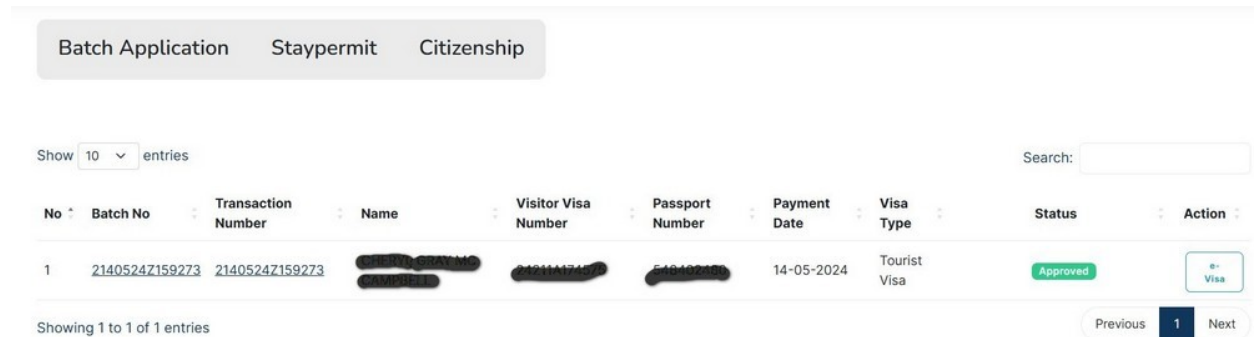 Batch Application Staypermit Citizenship
Show 10 entries Search:
No Batch No Transaction Number Name Visitor Visa Number Passport Number Payment Date Visa Type Status Action
1 2140524Z159273 2140524Z159273 14-05-2024 Tourist Visa Approved e-Visa
Showing 1 to 1 of 1 entries
Previous 1 Next